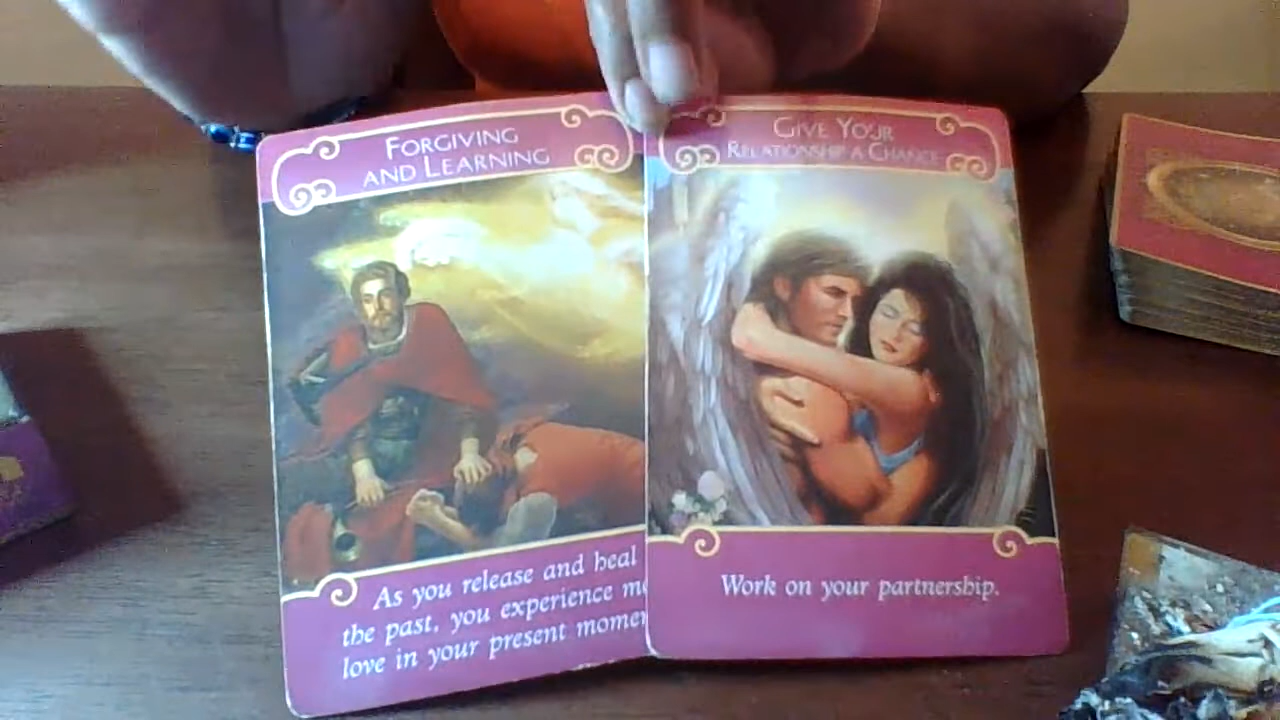 FORGIVING
AND LEARNING
As you release and heal
the past, you experience
love in your present
GIVE YOUR
RELATIONSHIP A CHANCE
Work on your partnership.